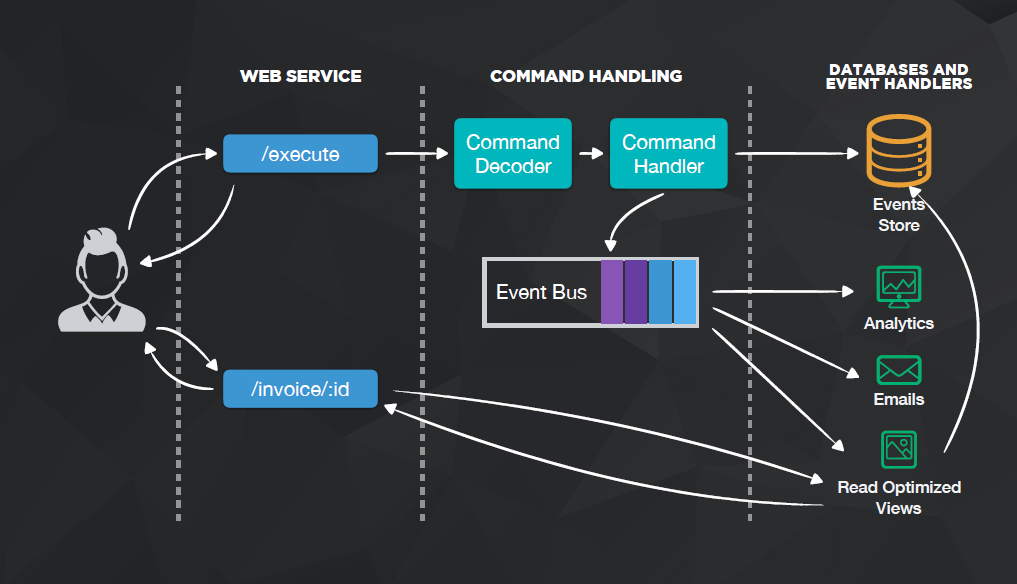 WEB SERVICE
COMMAND HANDLING
DATABASES AND
EVENT HANDLERS
/execute
Command
Decoder
Command
Handler
Events
Store
Event Bus
Analytics
Emails
/invoice/:id
Read Optimized
Views